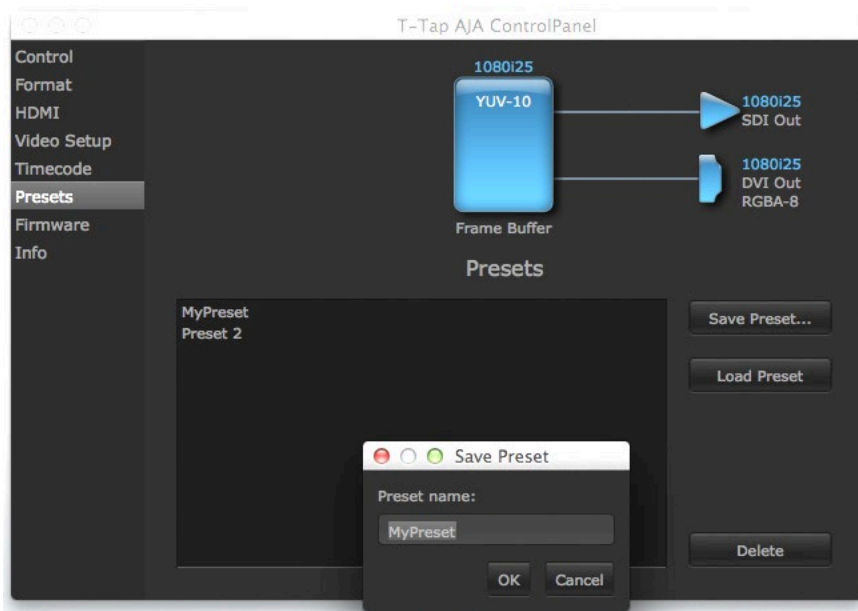 T-Tap AJA ControlPanel
Control
Format
HDMI
Video Setup
Timecode
Presets
Firmware
Info
1080i25
YUV-10
Frame Buffer
1080i25
SDI Out
1080i25
DVI Out
RGBA-8
Presets
MyPreset
Preset 2
Save Preset...
Load Preset
Delete
Save Preset
Preset name:
MyPreset
OK
Cancel